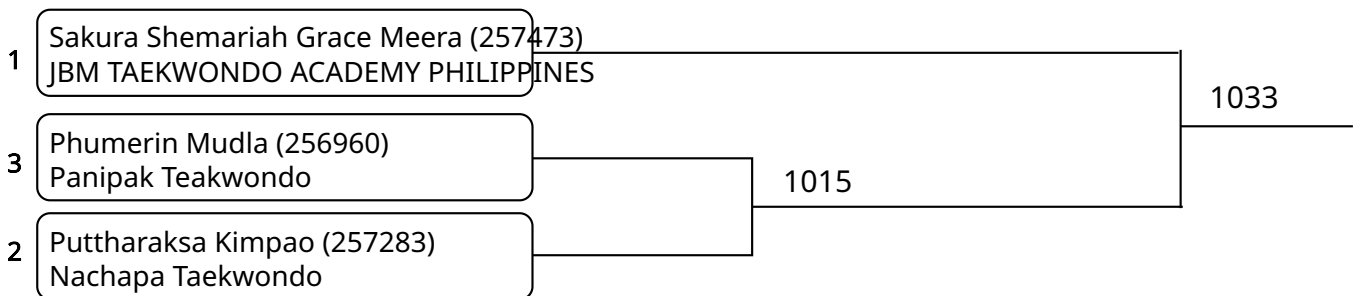 1
Sakura Shemariah Grace Meera (257473)
JBM TAEKWONDO ACADEMY PHILIPPINES
1033
3
Phumerin Mudla (256960)
Panipak Teakwondo
1015
2
Puttharaksa Kimpao (257283)
Nachapa Taekwondo